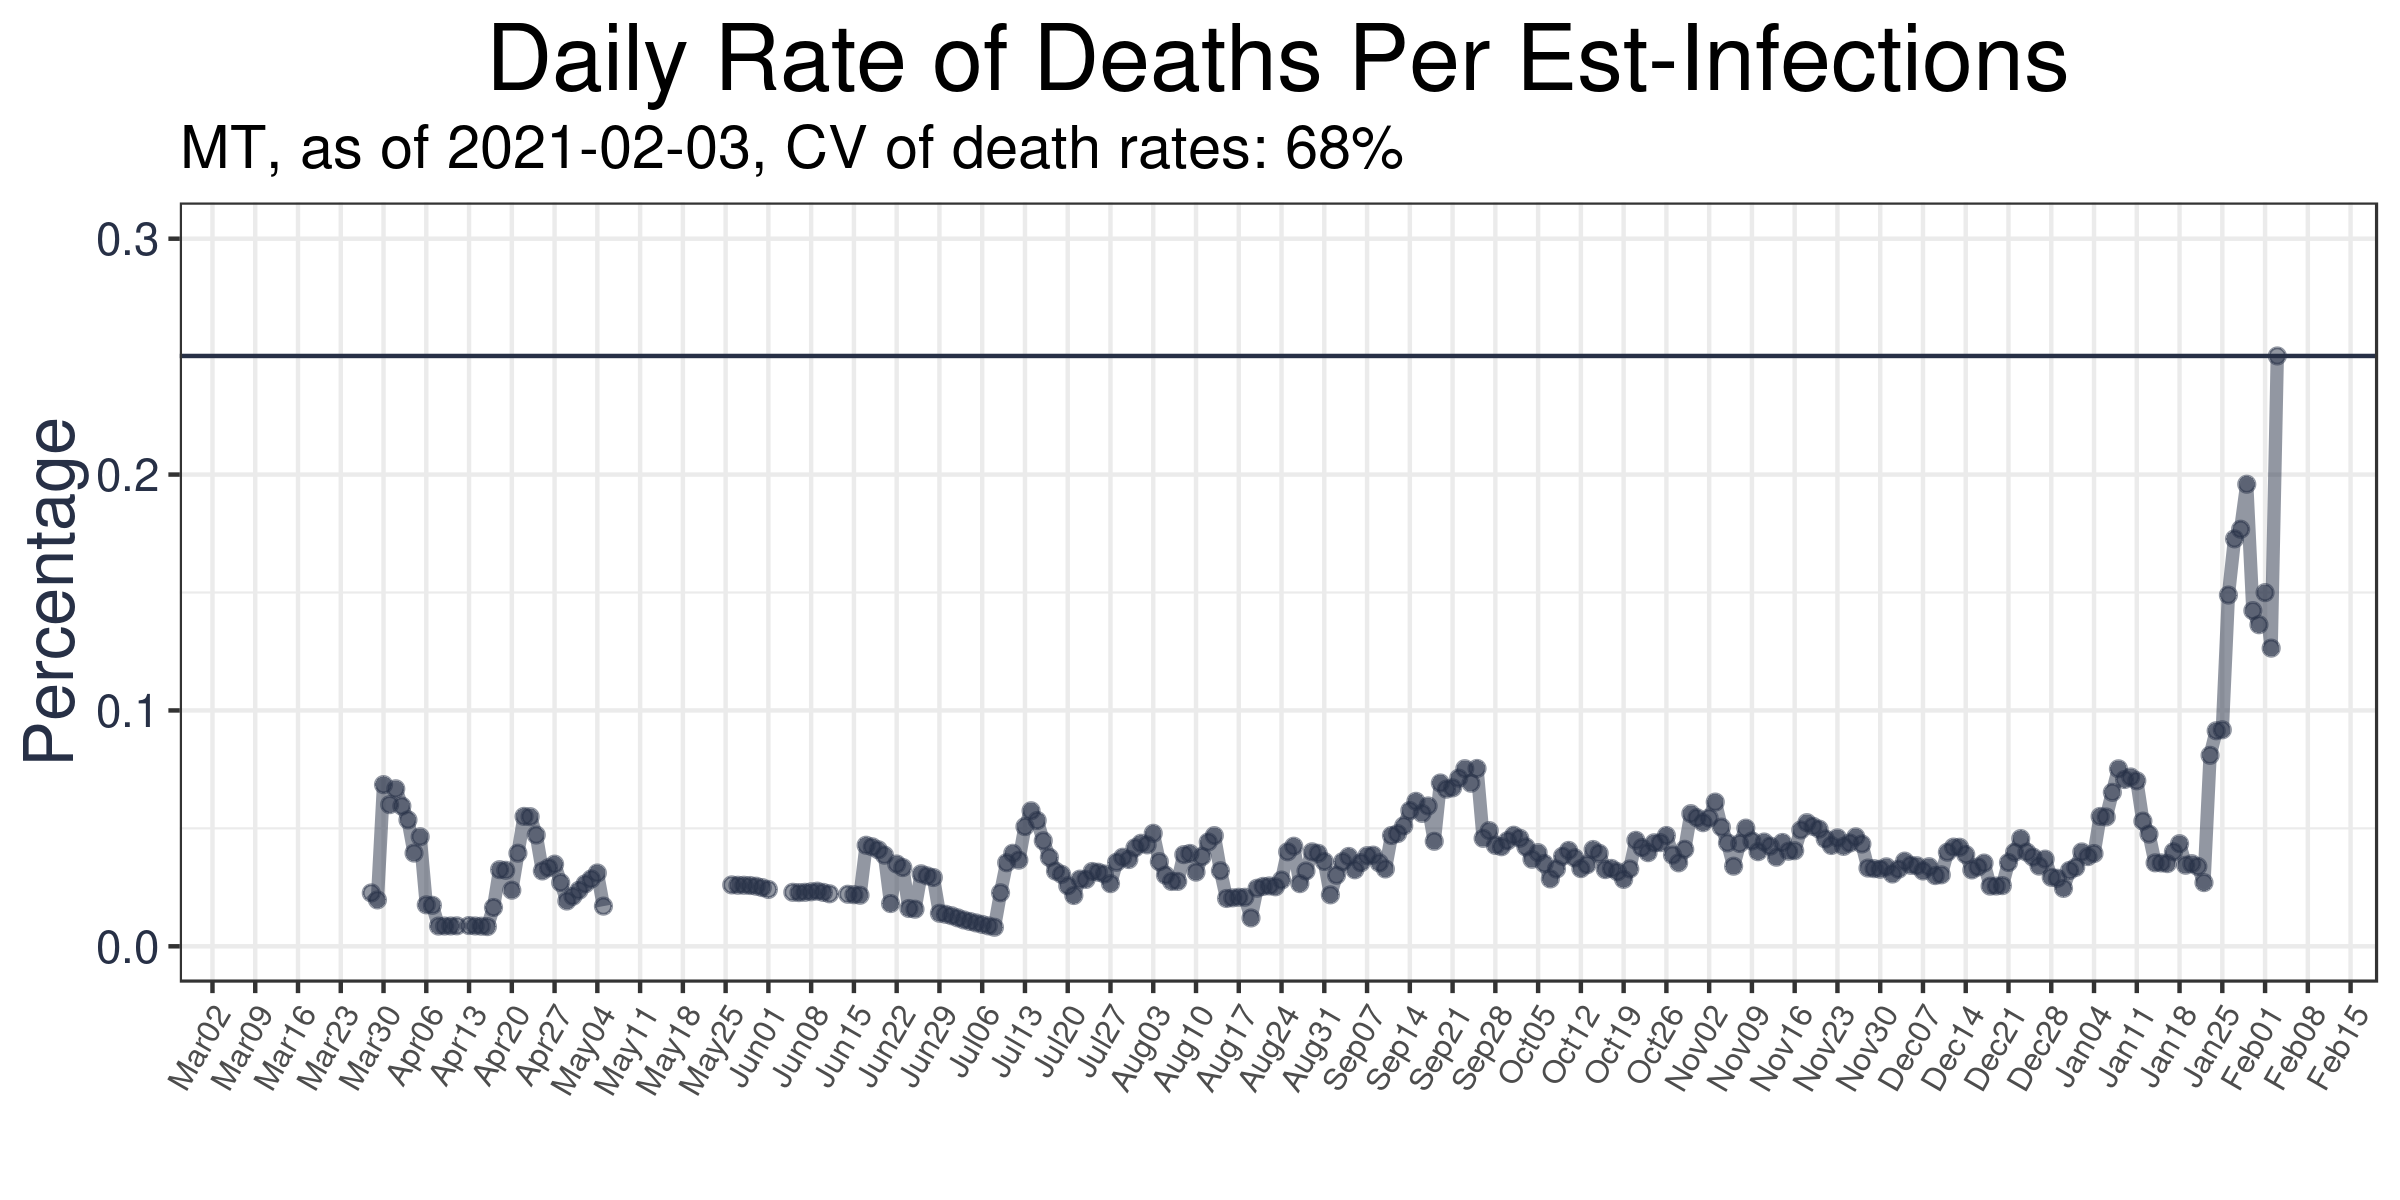 Daily Rate of Deaths Per Est-Infections
MT, as of 2021-02-03, CV of death rates: 68%
Percentage
0.3
0.2
0.1
0.0
Mar02
Mar09
Mar16
Mar23
Mar30
Apr06
Apr13
Apr20
Apr27
May04
May11
May18
May25
Jun01
Jun08
Jun15
Jun22
Jun29
Jul06
Jul13
Jul20
Jul27
Aug03
Aug10
Aug17
Aug24
Aug31
Sep07
Sep14
Sep21
Sep28
Oct05
Oct12
Oct19
Oct26
Nov02
Nov09
Nov16
Nov23
Nov30
Dec07
Dec14
Dec21
Dec28
Jan04
Jan11
Jan18
Jan25
Feb01
Feb08
Feb15